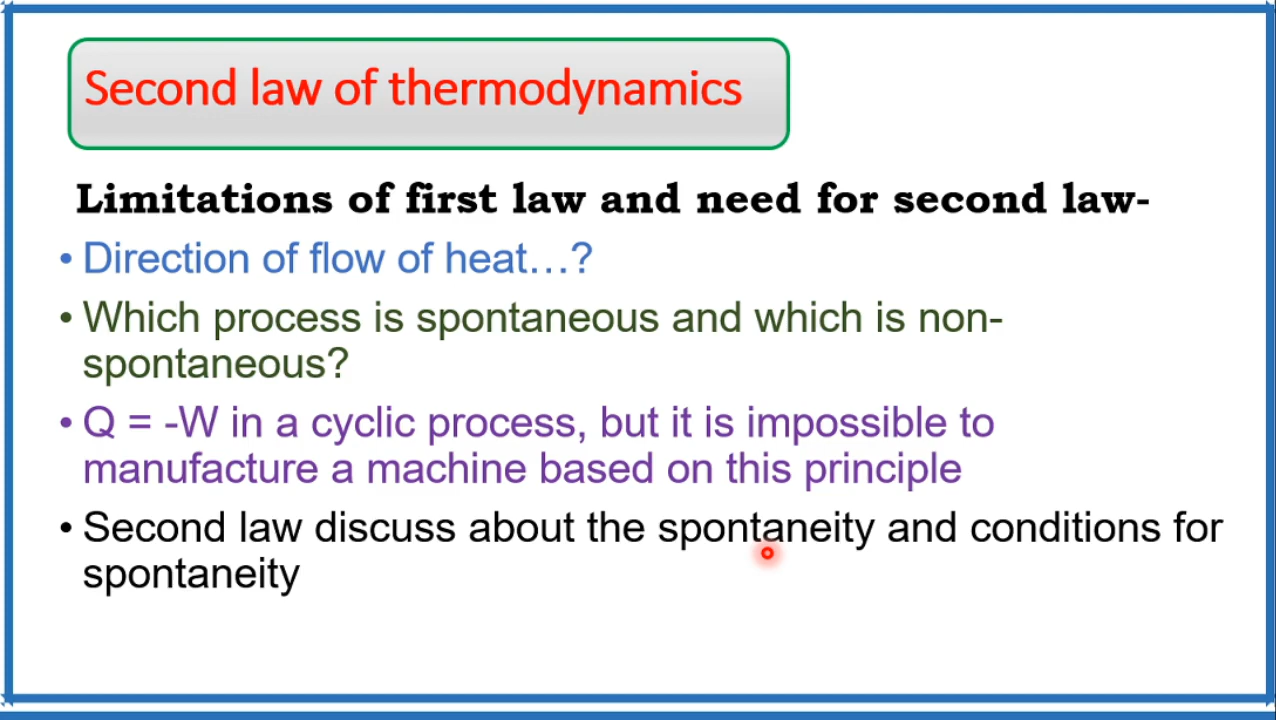 Second law of thermodynamics
Limitations of first law and need for second law-
• Direction of flow of heat…?
• Which process is spontaneous and which is non-
spontaneous?
• Q = -W in a cyclic process, but it is impossible to
manufacture a machine based on this principle
• Second law discuss about the spontaneity and conditions for
spontaneity